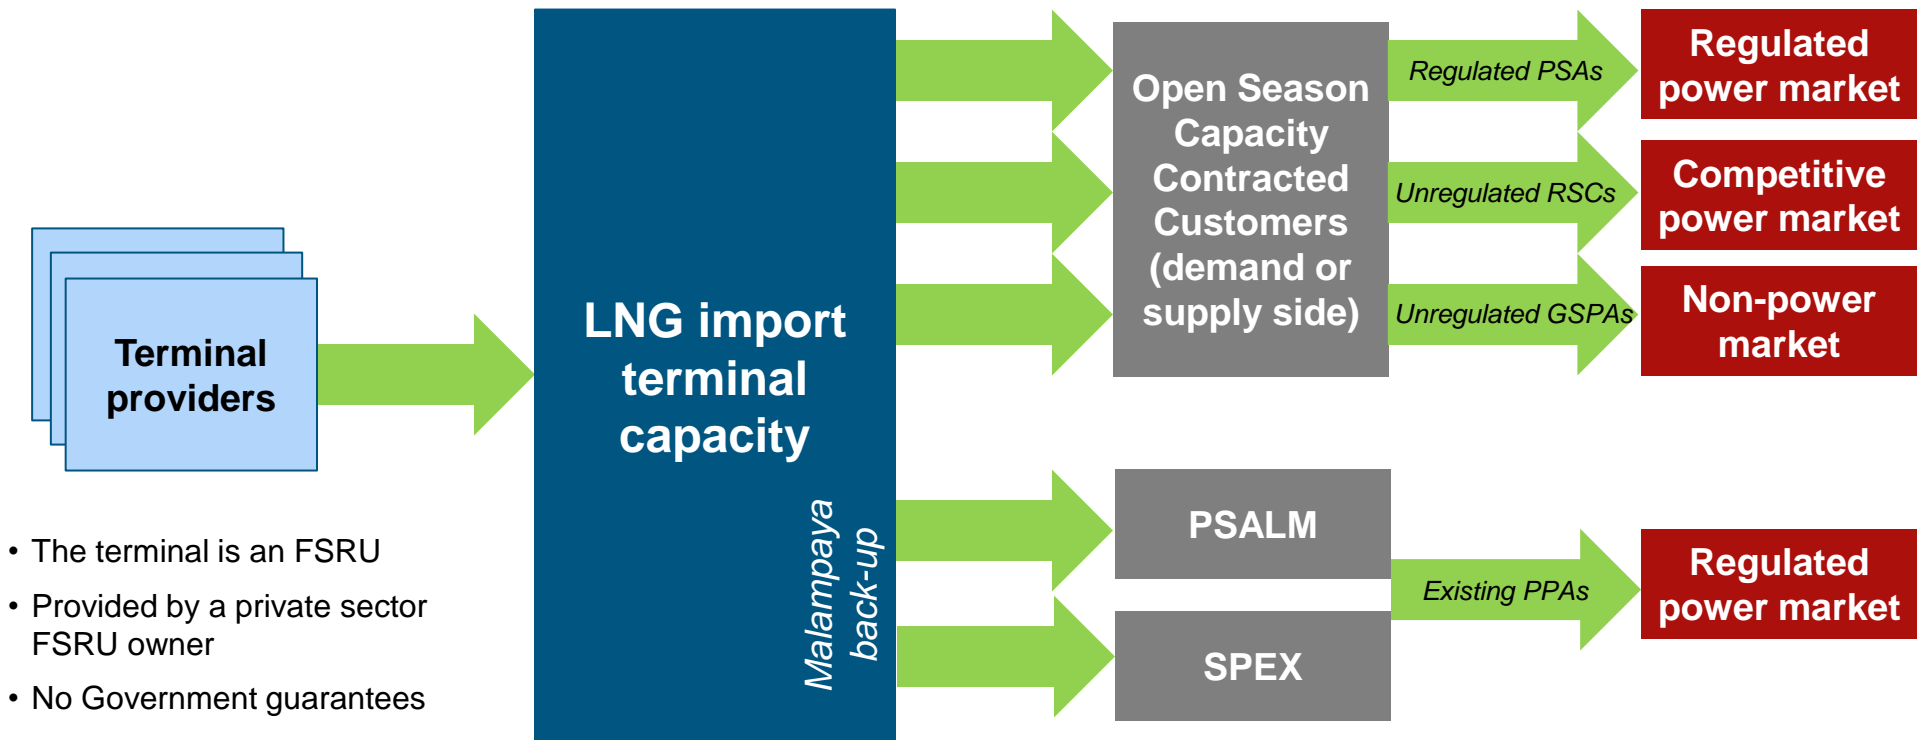 Terminal
providers
• The terminal is an FSRU
• Provided by a private sector
FSRU owner
• No Government guarantees
LNG import
terminal
capacity
Malampaya
back-up
Open Season
Capacity
Contracted
Customers
(demand or
supply side)
PSALM
SPEX
Regulated PSAs
Unregulated RSCs
Unregulated GSPAs
Existing PPAs
Regulated
power market
Competitive
power market
Non-power
market
Regulated
power market